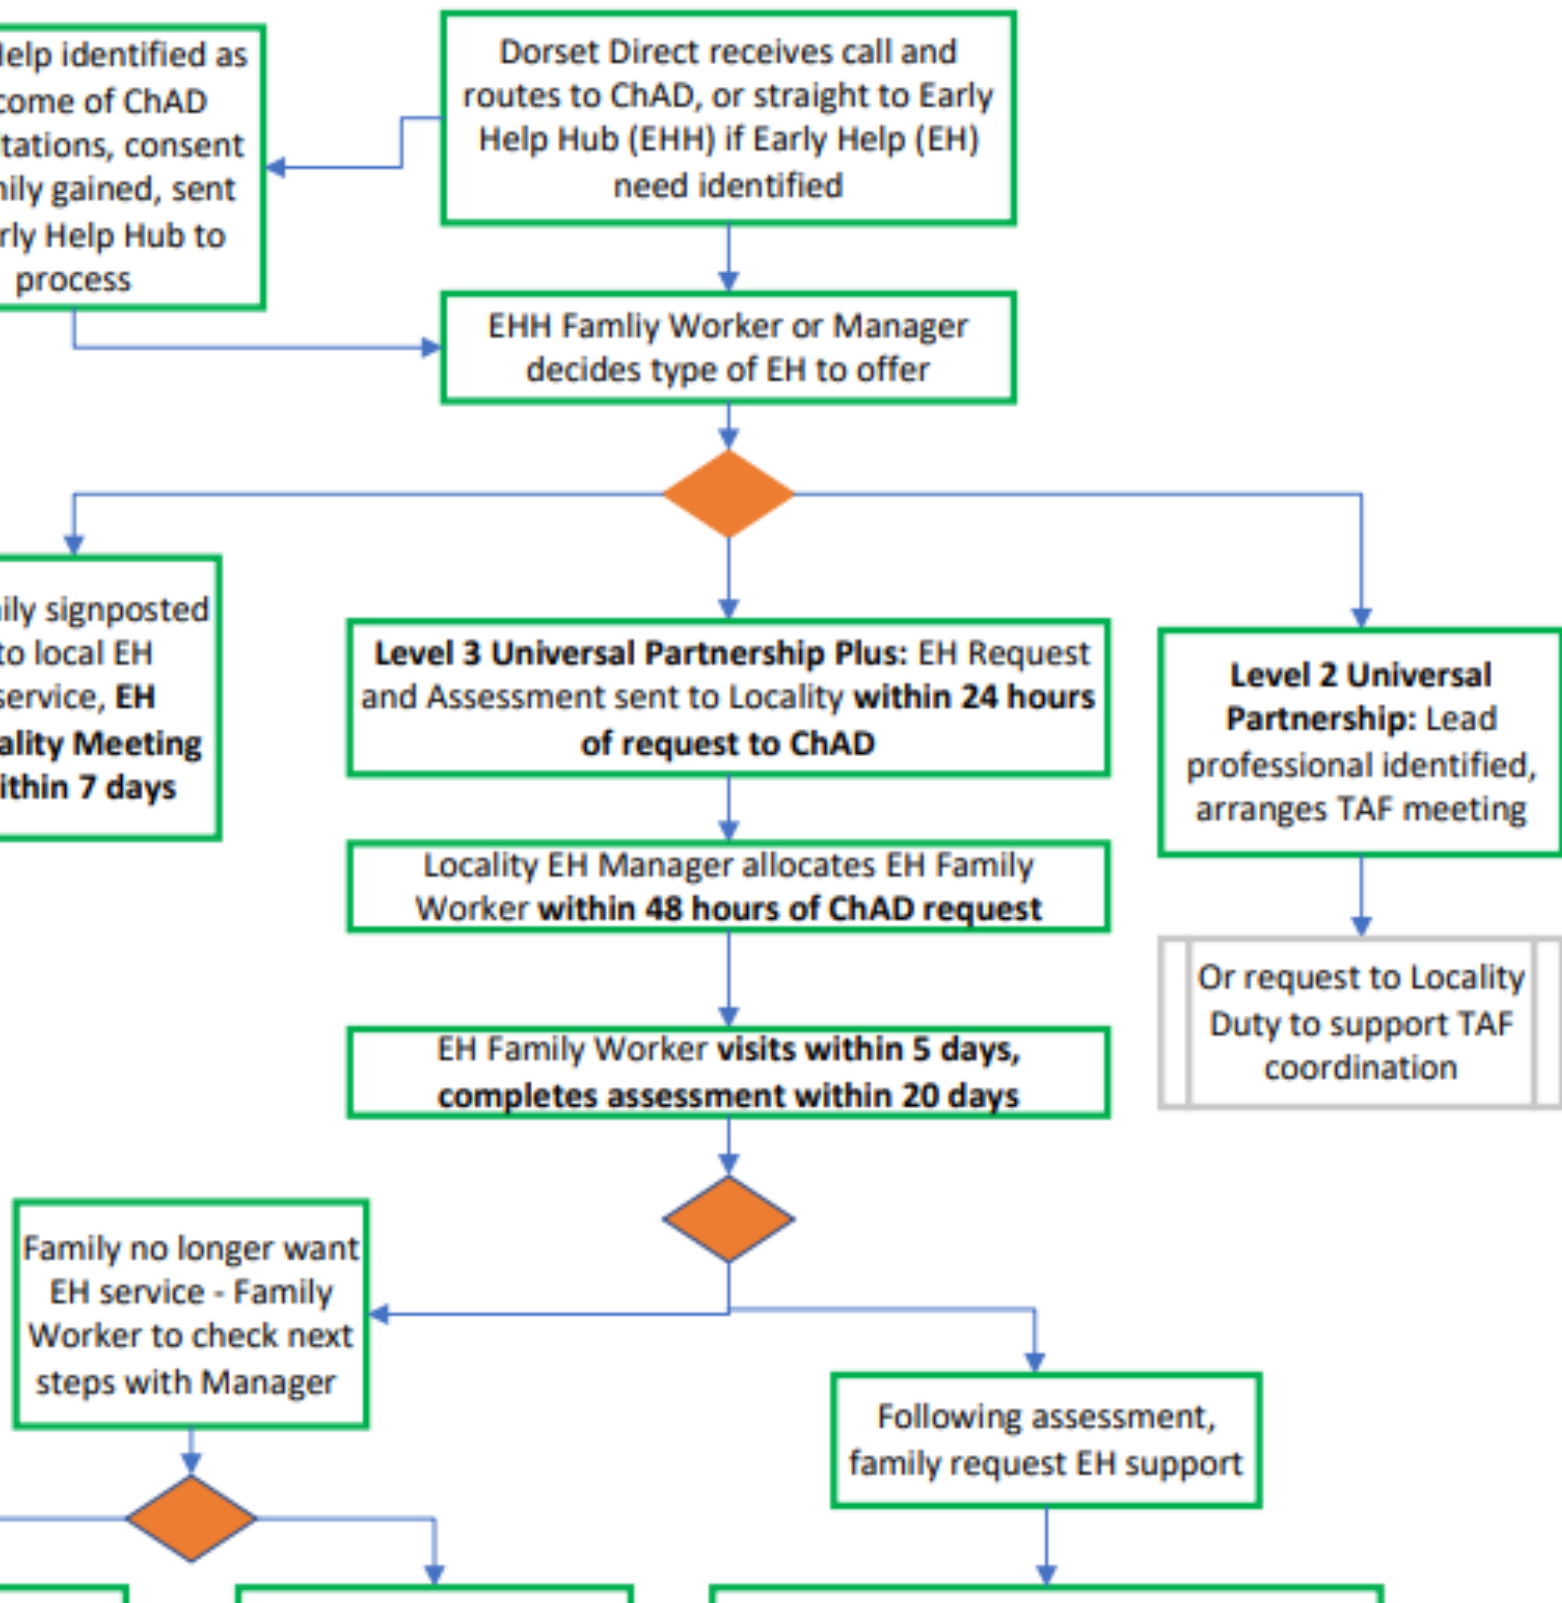 Help identified as
come of ChAD
tations, consent
mily gained, sent
rly Help Hub to
process
Dorset Direct receives call and
routes to ChAD, or straight to Early
Help Hub (EHH) if Early Help (EH)
need identified
EHH Famliy Worker or Manager
decides type of EH to offer
ily signposted
to local EH
service, EH
ality Meeting
ithin 7 days
Level 3 Universal Partnership Plus: EH Request
and Assessment sent to Locality within 24 hours
of request to ChAD
Level 2 Universal
Partnership: Lead
professional identified,
arranges TAF meeting
Locality EH Manager allocates EH Family
Worker within 48 hours of ChAD request
Or request to Locality
Duty to support TAF
coordination
EH Family Worker visits within 5 days,
completes assessment within 20 days
Family no longer want
EH service - Family
Worker to check next
steps with Manager
Following assessment,
family request EH support